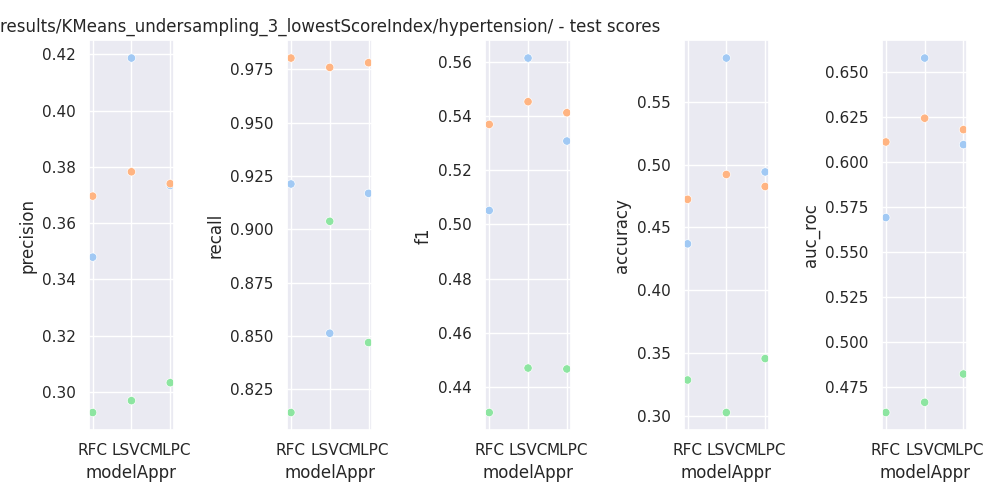 results/KMeans_undersampling_3_lowestScoreIndex/hypertension/ - test scores
precision
0.42
0.40
0.38
0.36
0.34
0.32
0.30
RFC LSVCMLPC
modelAppr
recall
0.975
0.950
0.925
0.900
0.875
0.850
0.825
RFC LSVCMLPC
modelAppr
f1
0.56
0.54
0.52
0.50
0.48
0.46
0.44
RFC LSVCMLPC
modelAppr
accuracy
0.55
0.50
0.45
0.40
0.35
0.30
RFC LSVCMLPC
modelAppr
auc_roc
0.650
0.625
0.600
0.575
0.550
0.525
0.500
0.475
RFC LSVCMLPC
modelAppr